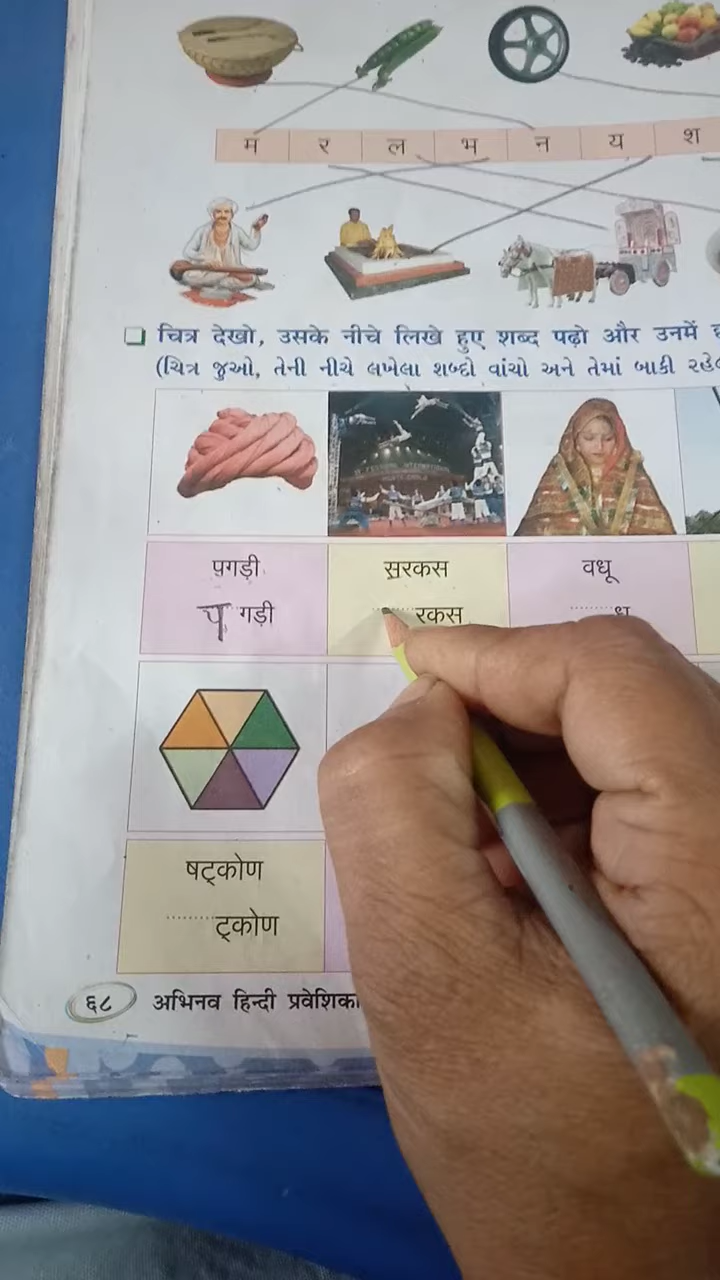 म र ल भ न य श
चित्र देखो, उसके नीचे लिखे हुए शब्द पढ़ो और उनमें
(ચિત્ર જુઓ, તેની નીચે લખેલા શબ્દો વાંચો અને તેમાં બાકી
पगड़ी सरकस वधू
प गड़ी ........रकस ........धू
षट्कोण
........ट्कोण
६८ अभिनव हिन्दी प्रवेशिका